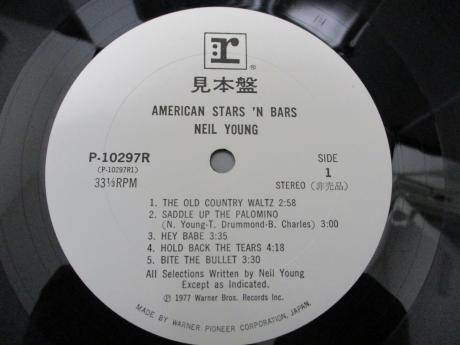 r
®
見本盤
AMERICAN STARS 'N BARS
NEIL YOUNG
P-10297R
(P-10297R1)
33⅓RPM
SIDE
1
STEREO (非売品)
1. THE OLD COUNTRY WALTZ 2:58
2. SADDLE UP THE PALOMINO
(N. Young-T. Drummond-B. Charles) 3:00
3. HEY BABE 3:35
4. HOLD BACK THE TEARS 4:18
5. BITE THE BULLET 3:30
All Selections Written by Neil Young
Except as Indicated.
℗ 1977 Warner Bros. Records Inc.
MADE BY WARNER PIONEER CORPORATION, JAPAN.